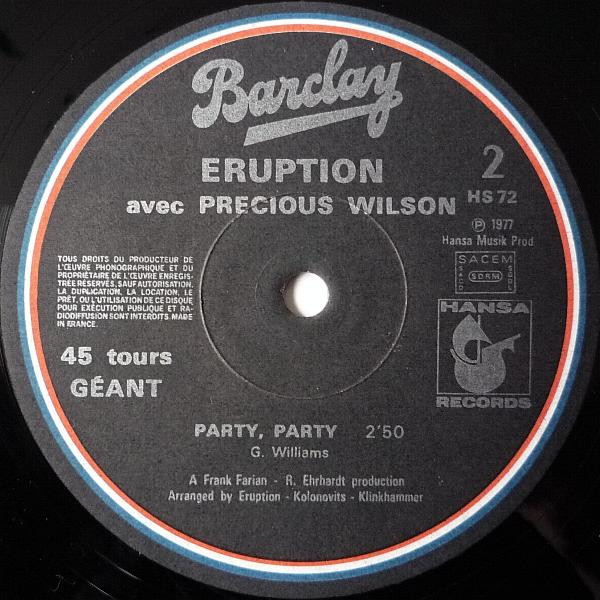 Barclay
ERUPTION
avec PRECIOUS WILSON
2
HS 72
℗ 1977
Hansa Musik Prod
SACEM
SACD
SDRM
SGDL
HANSA
RECORDS
TOUS DROITS DU PRODUCTEUR DE
L'ŒUVRE PHONOGRAPHIQUE ET DU
PROPRIÉTAIRE DE L'ŒUVRE ENREGIS-
TRÉE RÉSERVÉS, SAUF AUTORISATION.
LA DUPLICATION, LA LOCATION, LE
PRÊT, OU L'UTILISATION DE CE DISQUE
POUR EXÉCUTION PUBLIQUE ET RA-
DIODIFFUSION SONT INTERDITS. MADE
IN FRANCE.
45 tours
GÉANT
PARTY, PARTY 2'50
G. Williams
A Frank Farian - R. Ehrhardt production
Arranged by Eruption - Kolonovits - Klinkhammer